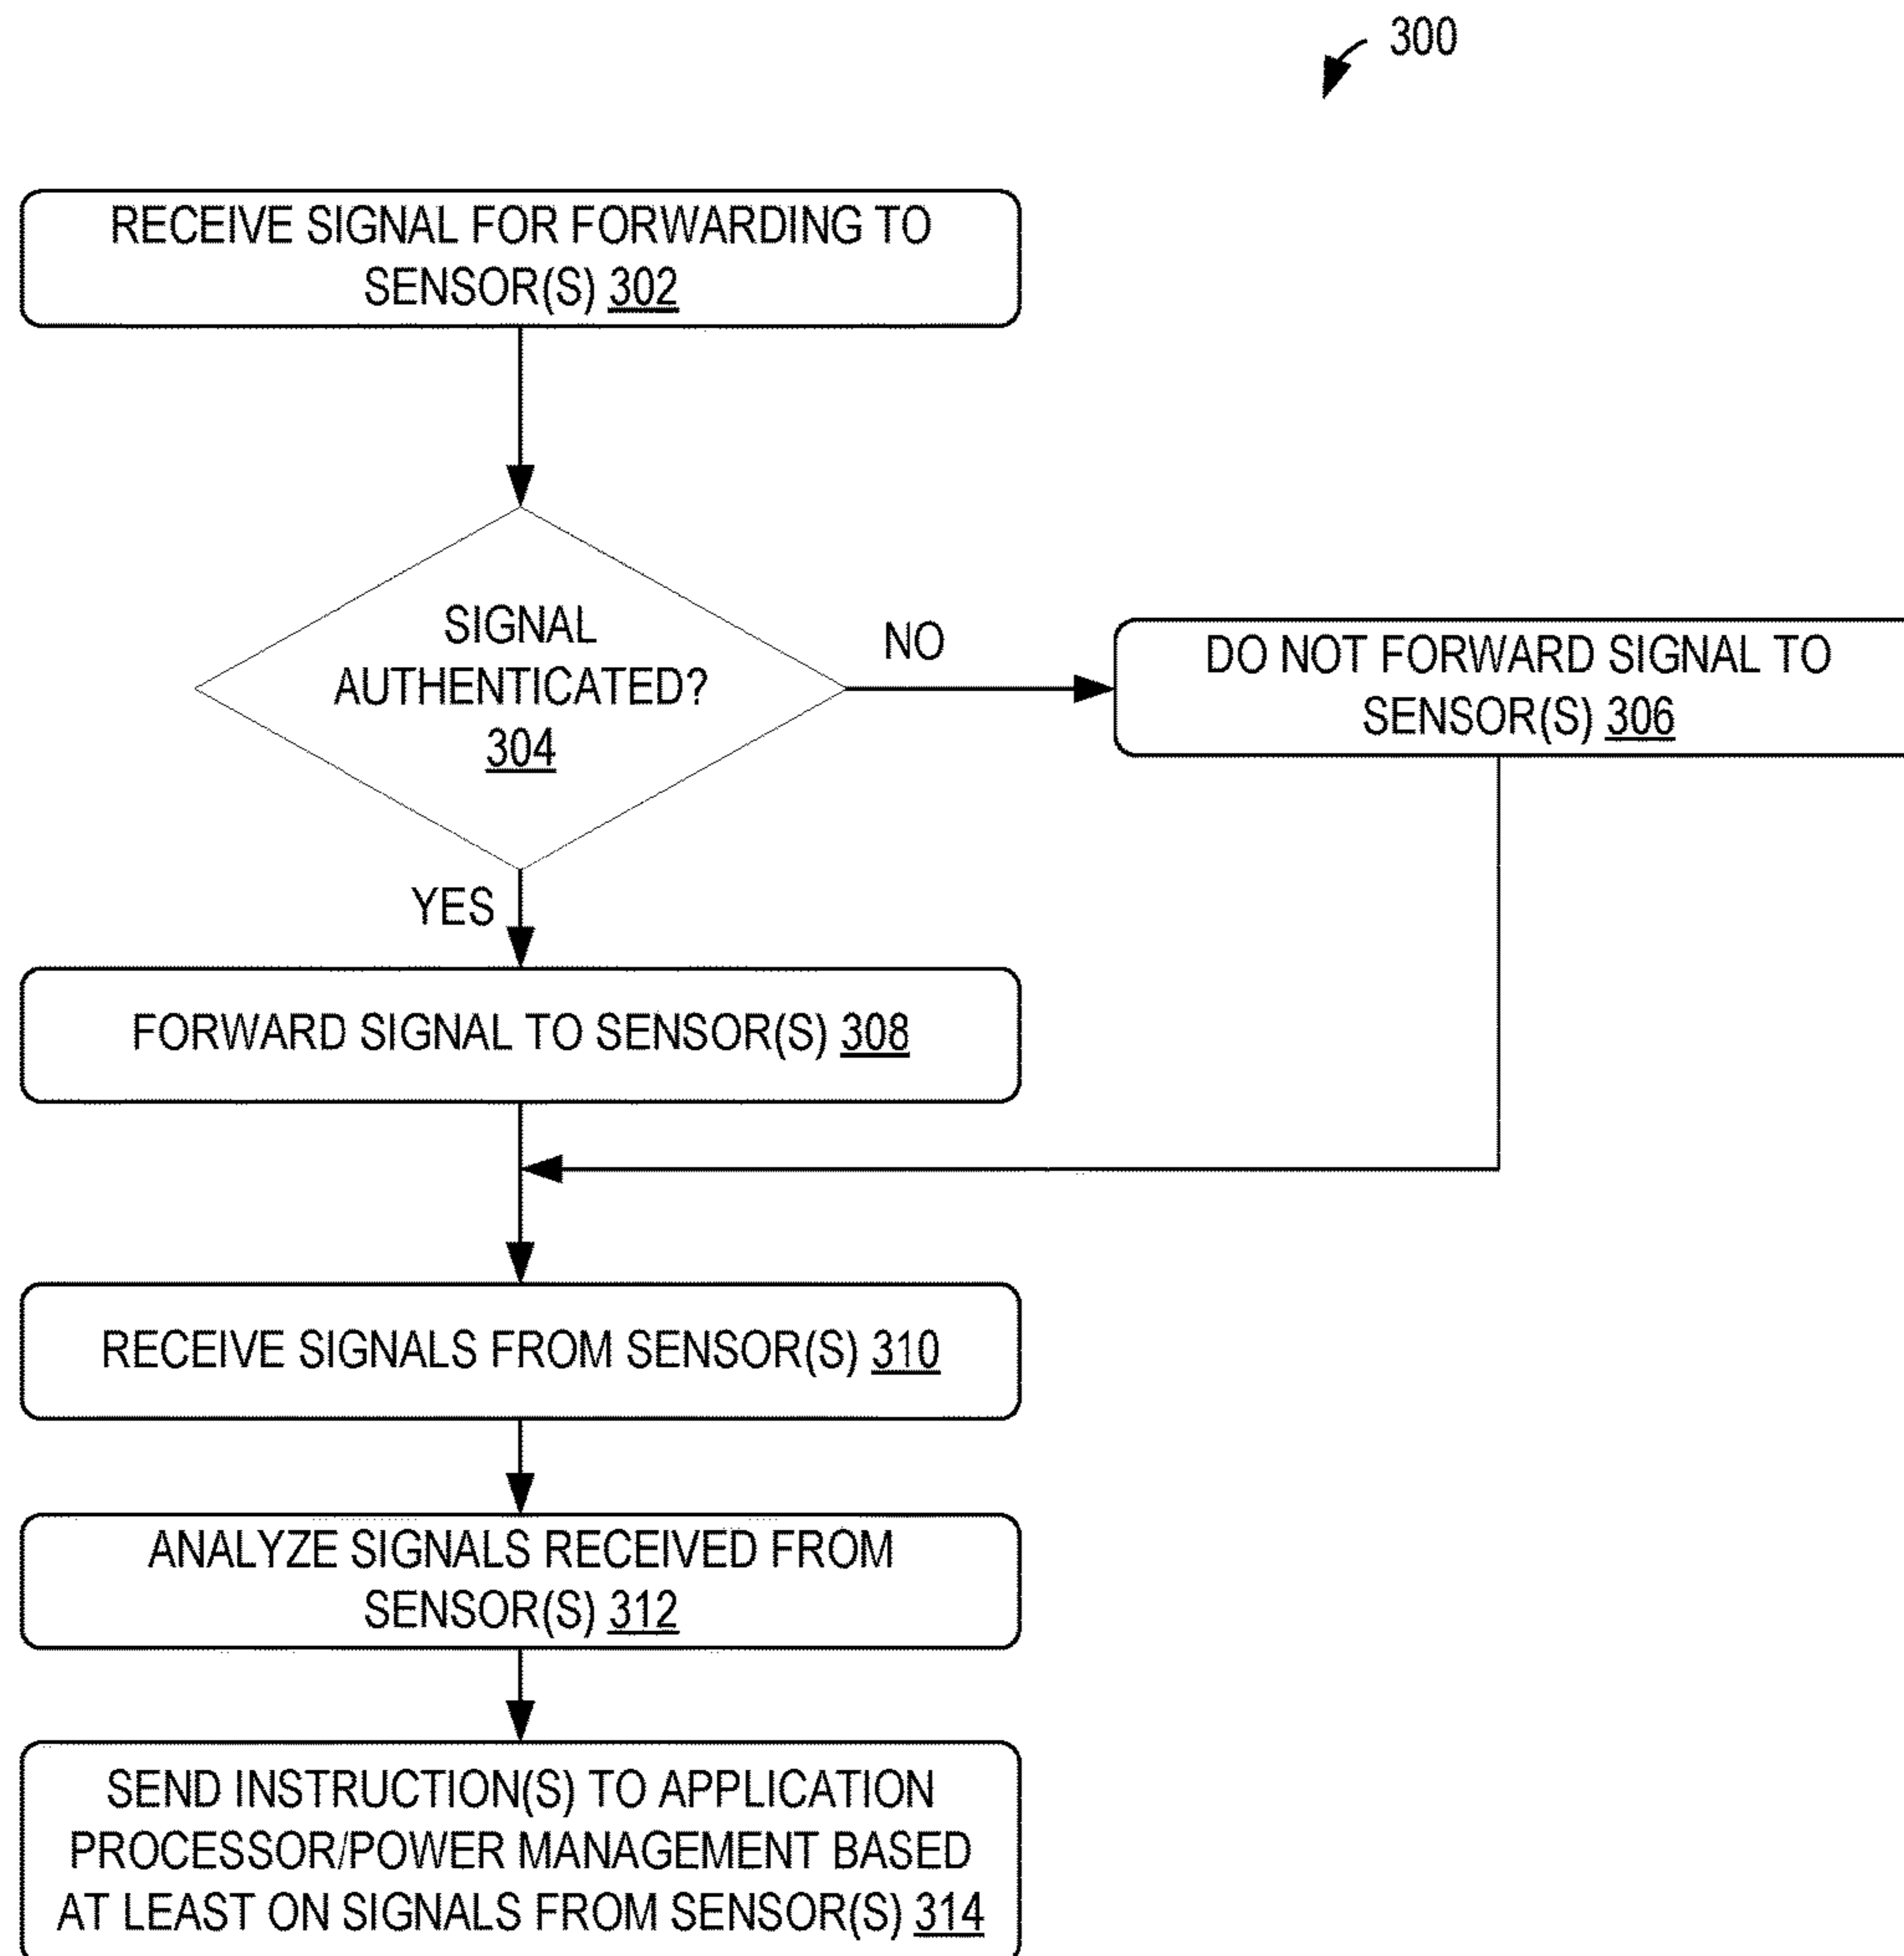 300
RECEIVE SIGNAL FOR FORWARDING TO
SENSOR(S) 302
SIGNAL
AUTHENTICATED?
304
NO
DO NOT FORWARD SIGNAL TO
SENSOR(S) 306
YES
FORWARD SIGNAL TO SENSOR(S) 308
RECEIVE SIGNALS FROM SENSOR(S) 310
ANALYZE SIGNALS RECEIVED FROM
SENSOR(S) 312
SEND INSTRUCTION(S) TO APPLICATION
PROCESSOR/POWER MANAGEMENT BASED
AT LEAST ON SIGNALS FROM SENSOR(S) 314